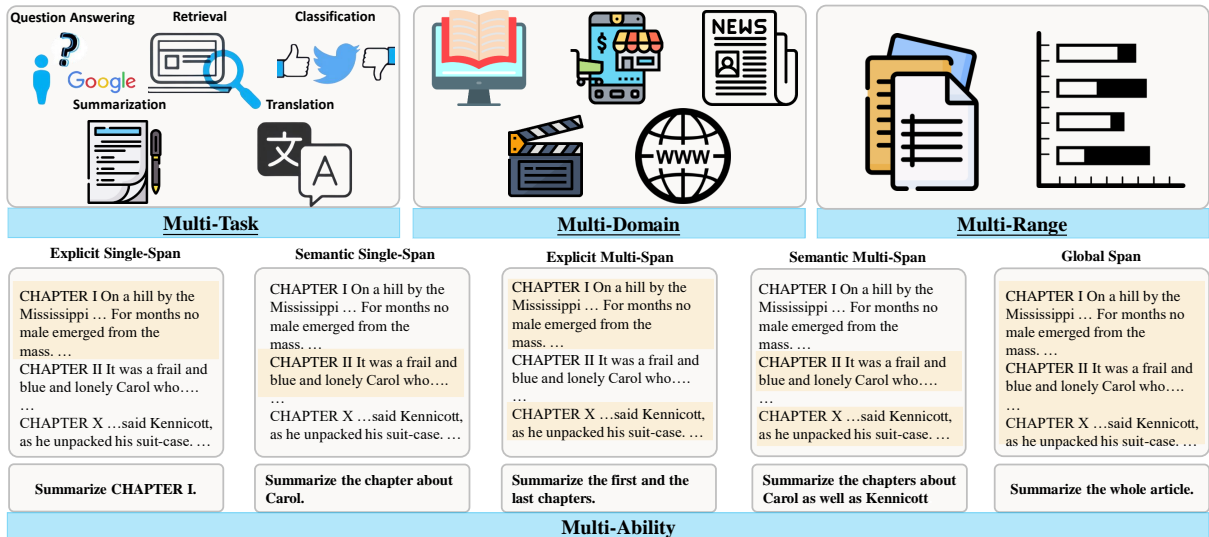 Question Answering
Retrieval
Classification
?
Google
Summarization
Translation
文
A
$
NEWS
WWW
Multi-Task
Multi-Domain
Multi-Range
Explicit Single-Span
CHAPTER I On a hill by the
Mississippi … For months no
male emerged from the
mass. …
CHAPTER II It was a frail and
blue and lonely Carol who….
…
CHAPTER X …said Kennicott,
as he unpacked his suit-case. …
Summarize CHAPTER I.
Semantic Single-Span
CHAPTER I On a hill by the
Mississippi … For months no
male emerged from the
mass. …
CHAPTER II It was a frail and
blue and lonely Carol who….
…
CHAPTER X …said Kennicott,
as he unpacked his suit-case. …
Summarize the chapter about
Carol.
Explicit Multi-Span
CHAPTER I On a hill by the
Mississippi … For months no
male emerged from the
mass. …
CHAPTER II It was a frail and
blue and lonely Carol who….
…
CHAPTER X …said Kennicott,
as he unpacked his suit-case. …
Summarize the first and the
last chapters.
Semantic Multi-Span
CHAPTER I On a hill by the
Mississippi … For months no
male emerged from the
mass. …
CHAPTER II It was a frail and
blue and lonely Carol who….
…
CHAPTER X …said Kennicott,
as he unpacked his suit-case. …
Summarize the chapters about
Carol as well as Kennicott
Global Span
CHAPTER I On a hill by the
Mississippi … For months no
male emerged from the
mass. …
CHAPTER II It was a frail and
blue and lonely Carol who….
…
CHAPTER X …said Kennicott,
as he unpacked his suit-case. …
Summarize the whole article.
Multi-Ability